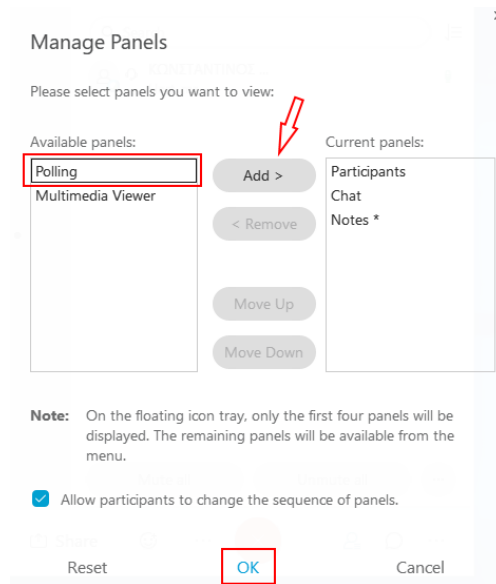 Manage Panels
Please select panels you want to view:
Available panels:
Current panels:
Polling
Multimedia Viewer
Add >
< Remove
Move Up
Move Down
Participants
Chat
Notes *
Note: On the floating icon tray, only the first four panels will be
displayed. The remaining panels will be available from the
menu.
Allow participants to change the sequence of panels.
Reset
OK
Cancel